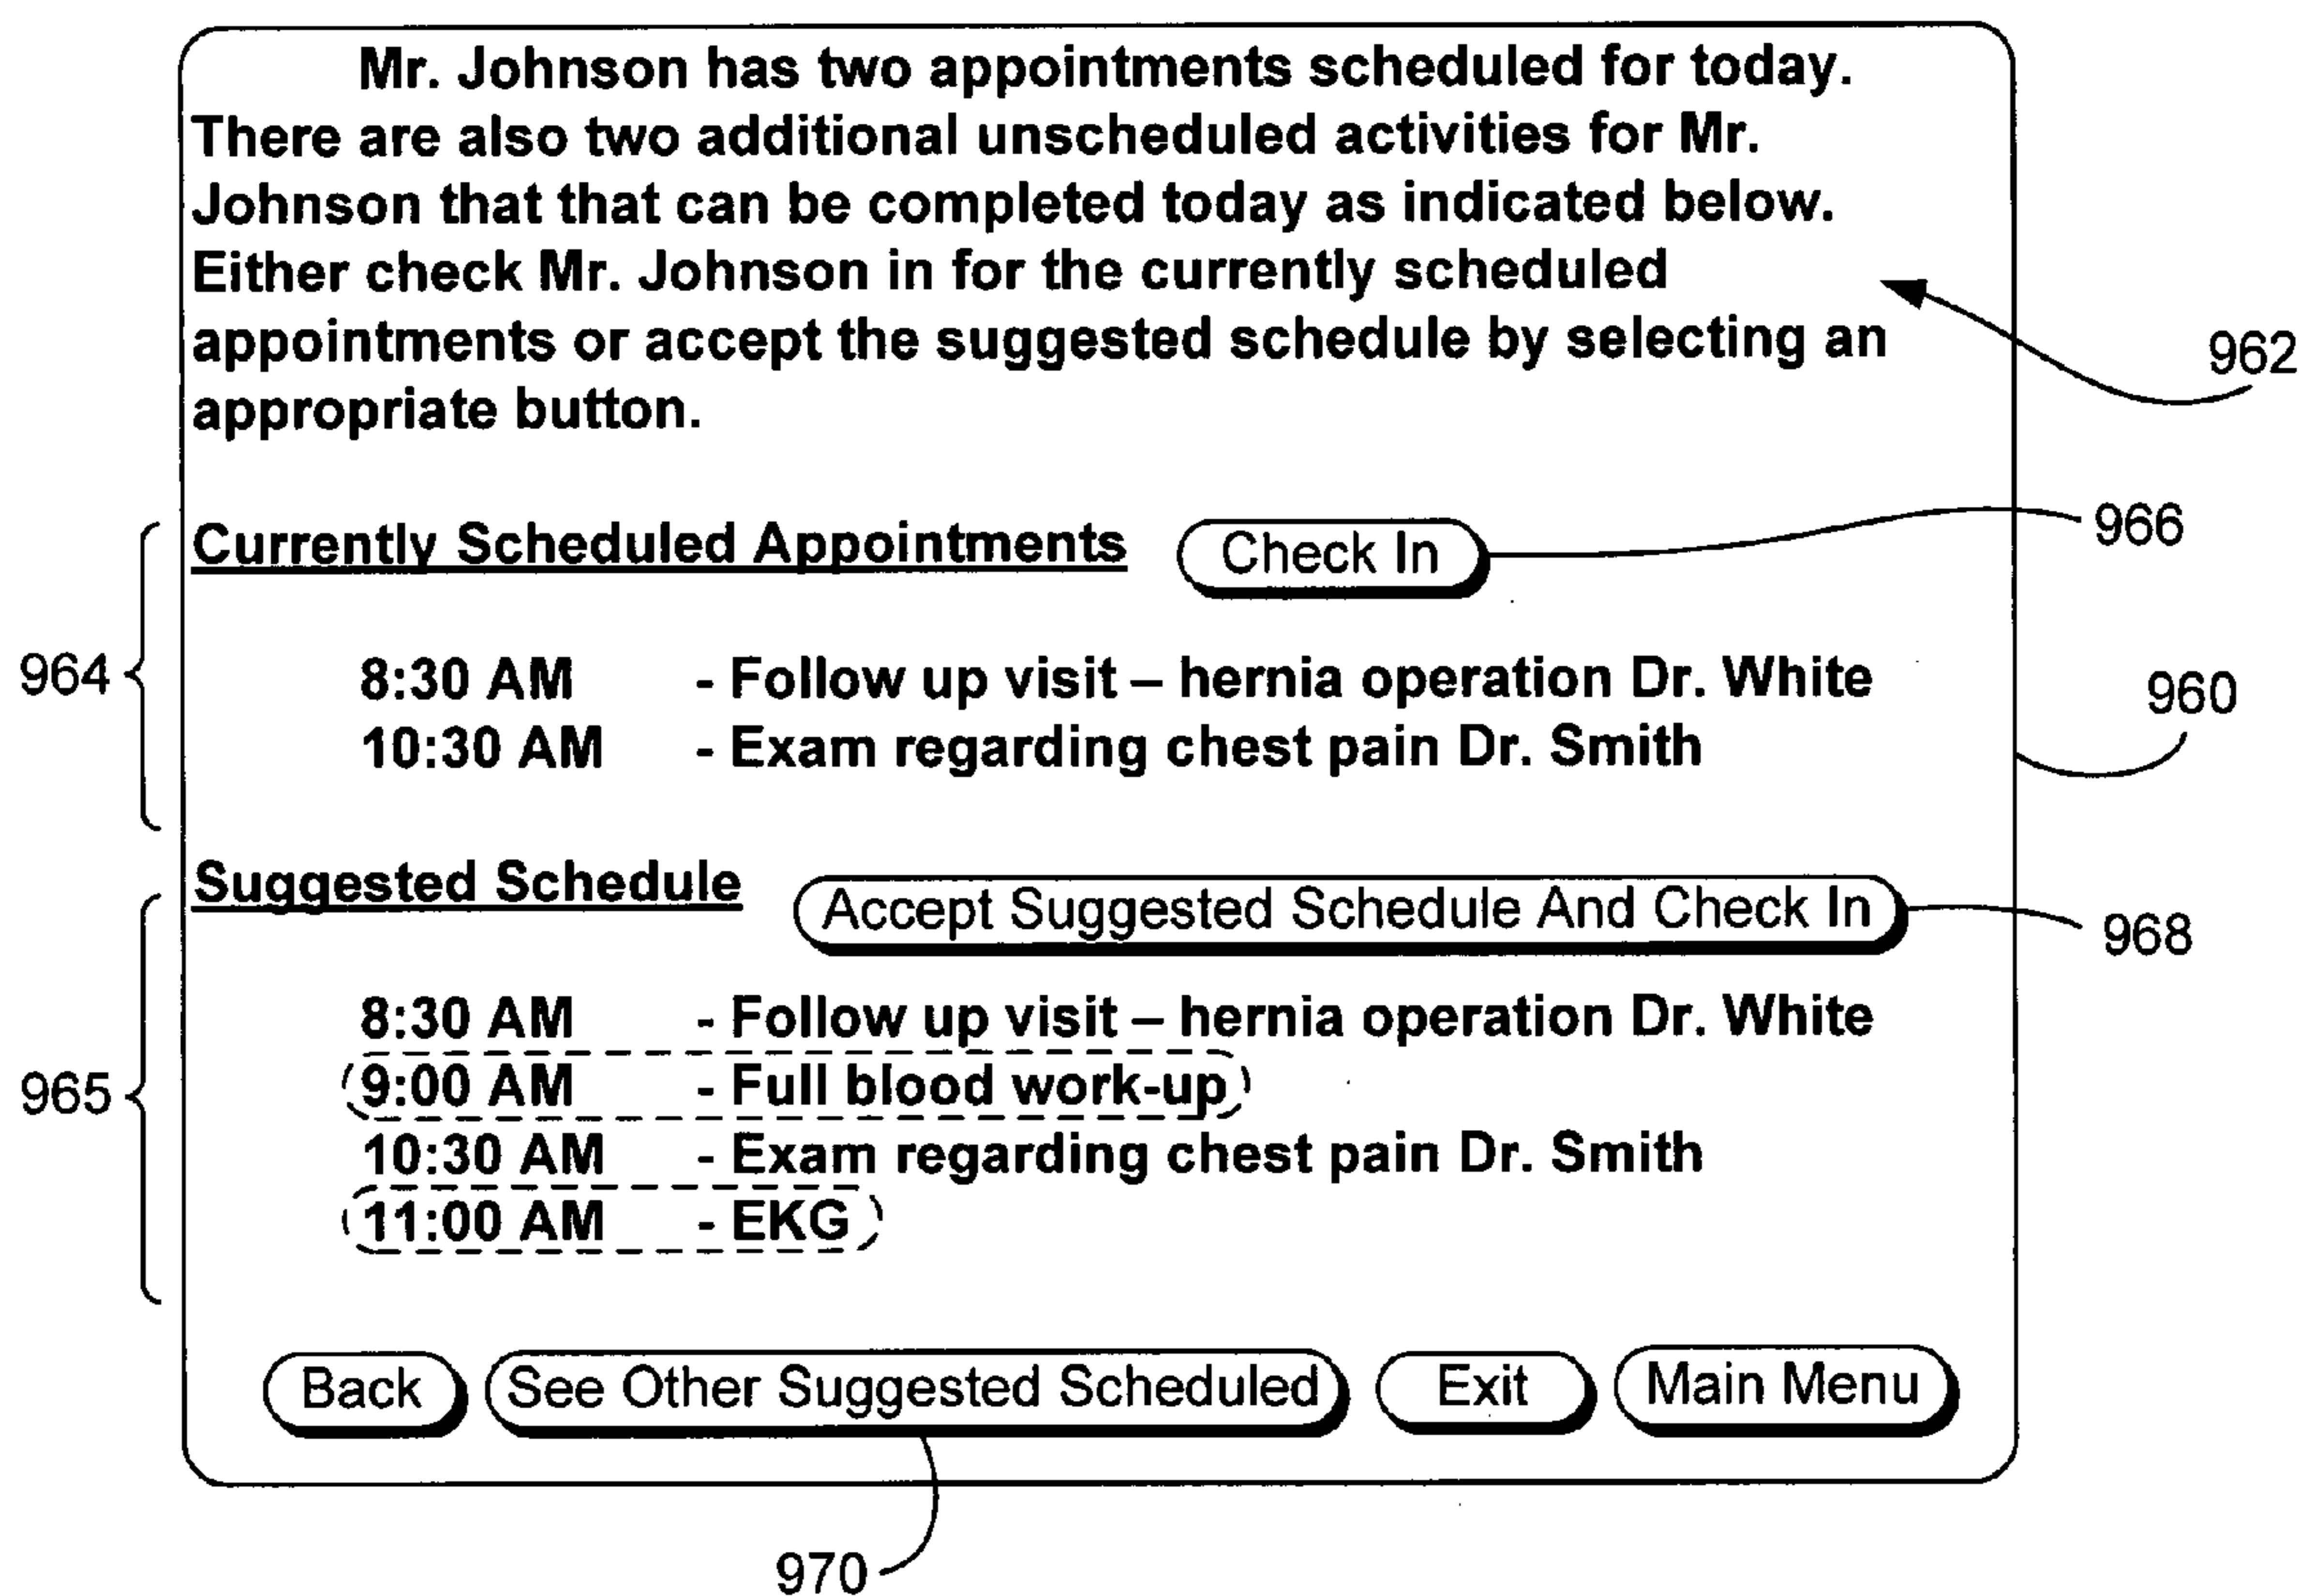 Mr. Johnson has two appointments scheduled for today.
There are also two additional unscheduled activities for Mr.
Johnson that that can be completed today as indicated below.
Either check Mr. Johnson in for the currently scheduled
appointments or accept the suggested schedule by selecting an
appropriate button.
962
Currently Scheduled Appointments Check In
966
964
8:30 AM - Follow up visit – hernia operation Dr. White
960
10:30 AM - Exam regarding chest pain Dr. Smith
Suggested Schedule Accept Suggested Schedule And Check In
968
8:30 AM - Follow up visit – hernia operation Dr. White
965
9:00 AM - Full blood work-up
10:30 AM - Exam regarding chest pain Dr. Smith
11:00 AM - EKG
Back See Other Suggested Scheduled Exit Main Menu
970